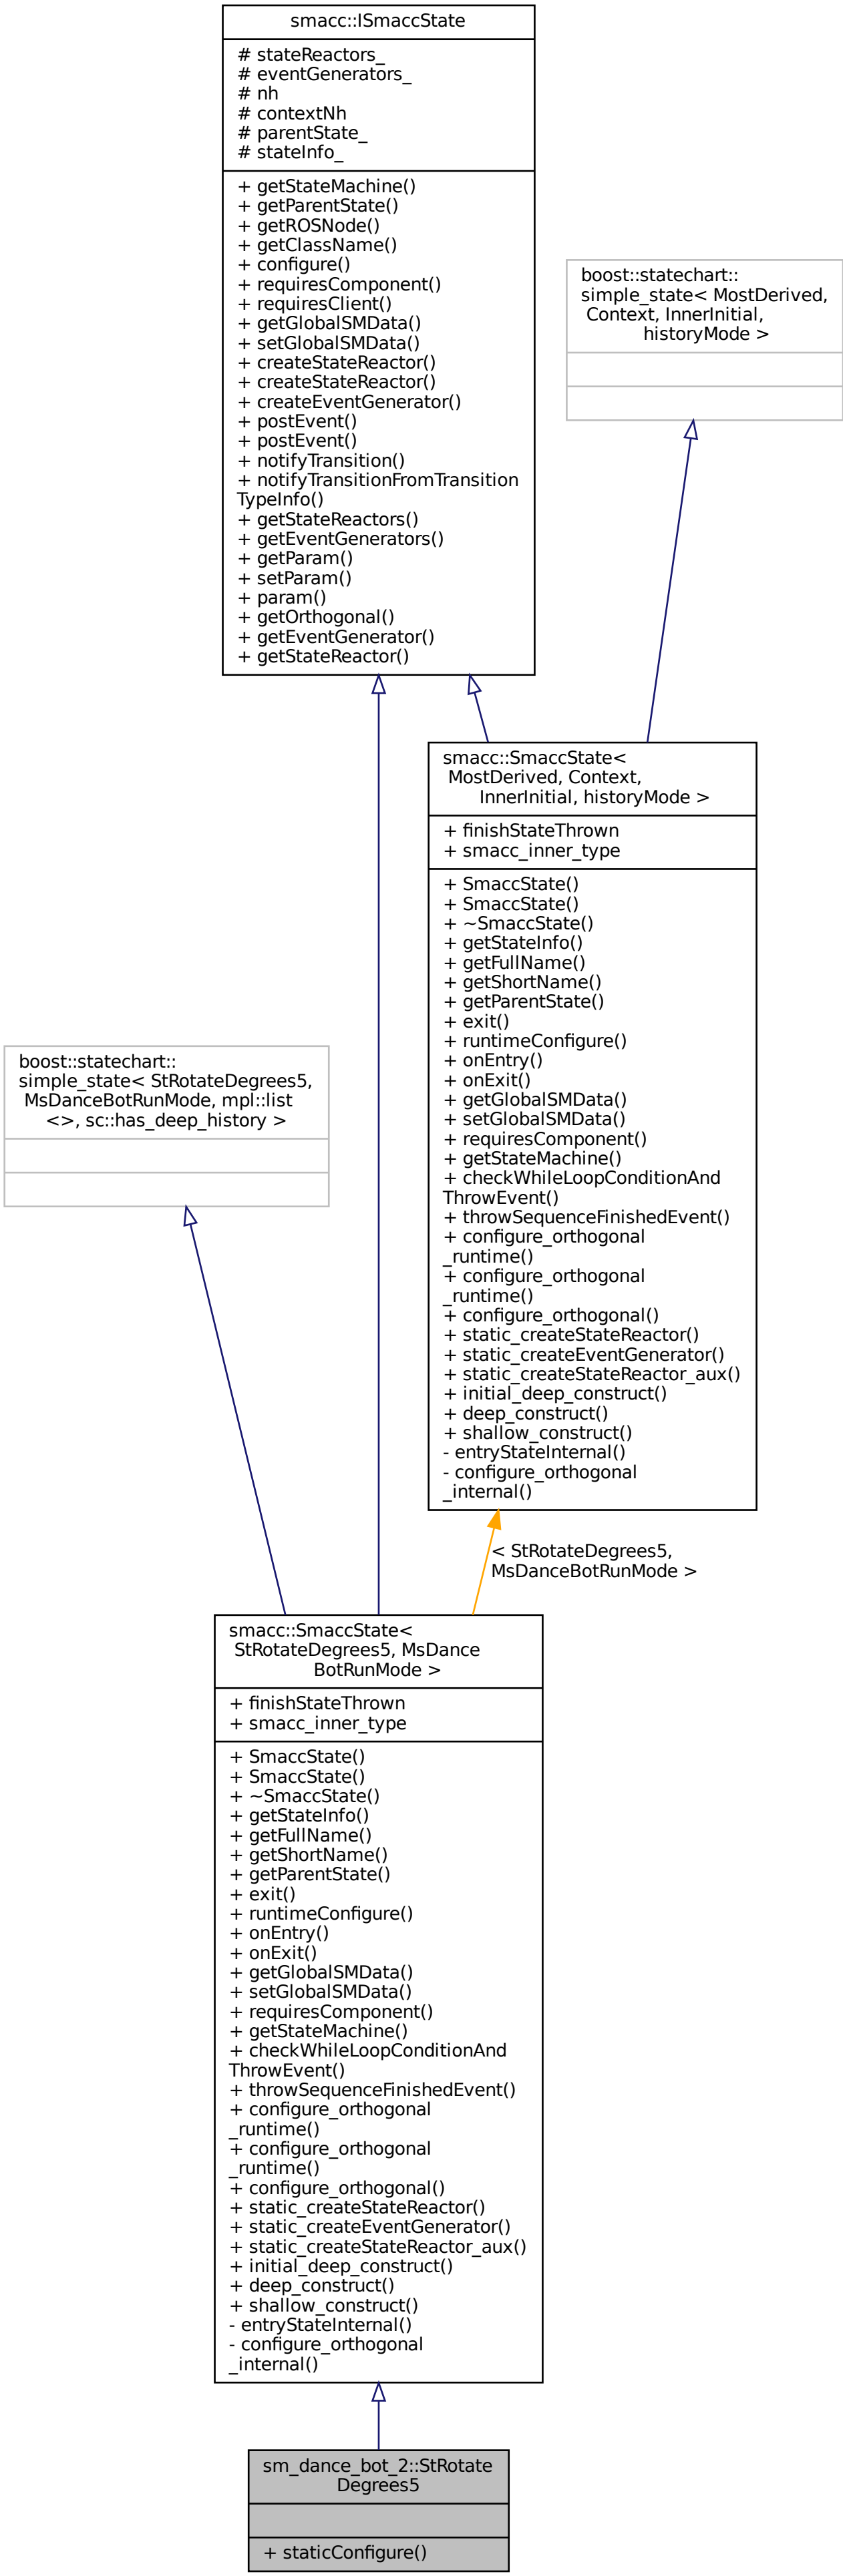 smacc::ISmaccState
# stateReactors_
# eventGenerators_
# nh
# contextNh
# parentState_
# stateInfo_
+ getStateMachine()
+ getParentState()
+ getROSNode()
+ getClassName()
+ configure()
+ requiresComponent()
+ requiresClient()
+ getGlobalSMData()
+ setGlobalSMData()
+ createStateReactor()
+ createStateReactor()
+ createEventGenerator()
+ postEvent()
+ postEvent()
+ notifyTransition()
+ notifyTransitionFromTransition
TypeInfo()
+ getStateReactors()
+ getEventGenerators()
+ getParam()
+ setParam()
+ param()
+ getOrthogonal()
+ getEventGenerator()
+ getStateReactor()
boost::statechart::
simple_state< MostDerived,
Context, InnerInitial,
historyMode >
smacc::SmaccState<
MostDerived, Context,
InnerInitial, historyMode >
+ finishStateThrown
+ smacc_inner_type
+ SmaccState()
+ SmaccState()
+ ~SmaccState()
+ getStateInfo()
+ getFullName()
+ getShortName()
+ getParentState()
+ exit()
+ runtimeConfigure()
+ onEntry()
+ onExit()
+ getGlobalSMData()
+ setGlobalSMData()
+ requiresComponent()
+ getStateMachine()
+ checkWhileLoopConditionAnd
ThrowEvent()
+ throwSequenceFinishedEvent()
+ configure_orthogonal
_runtime()
+ configure_orthogonal
_runtime()
+ configure_orthogonal()
+ static_createStateReactor()
+ static_createEventGenerator()
+ static_createStateReactor_aux()
+ initial_deep_construct()
+ deep_construct()
+ shallow_construct()
- entryStateInternal()
- configure_orthogonal
_internal()
boost::statechart::
simple_state< StRotateDegrees5,
MsDanceBotRunMode, mpl::list
<>, sc::has_deep_history >
< StRotateDegrees5,
MsDanceBotRunMode >
smacc::SmaccState<
StRotateDegrees5, MsDance
BotRunMode >
+ finishStateThrown
+ smacc_inner_type
+ SmaccState()
+ SmaccState()
+ ~SmaccState()
+ getStateInfo()
+ getFullName()
+ getShortName()
+ getParentState()
+ exit()
+ runtimeConfigure()
+ onEntry()
+ onExit()
+ getGlobalSMData()
+ setGlobalSMData()
+ requiresComponent()
+ getStateMachine()
+ checkWhileLoopConditionAnd
ThrowEvent()
+ throwSequenceFinishedEvent()
+ configure_orthogonal
_runtime()
+ configure_orthogonal
_runtime()
+ configure_orthogonal()
+ static_createStateReactor()
+ static_createEventGenerator()
+ static_createStateReactor_aux()
+ initial_deep_construct()
+ deep_construct()
+ shallow_construct()
- entryStateInternal()
- configure_orthogonal
_internal()
sm_dance_bot_2::StRotate
Degrees5
+ staticConfigure()